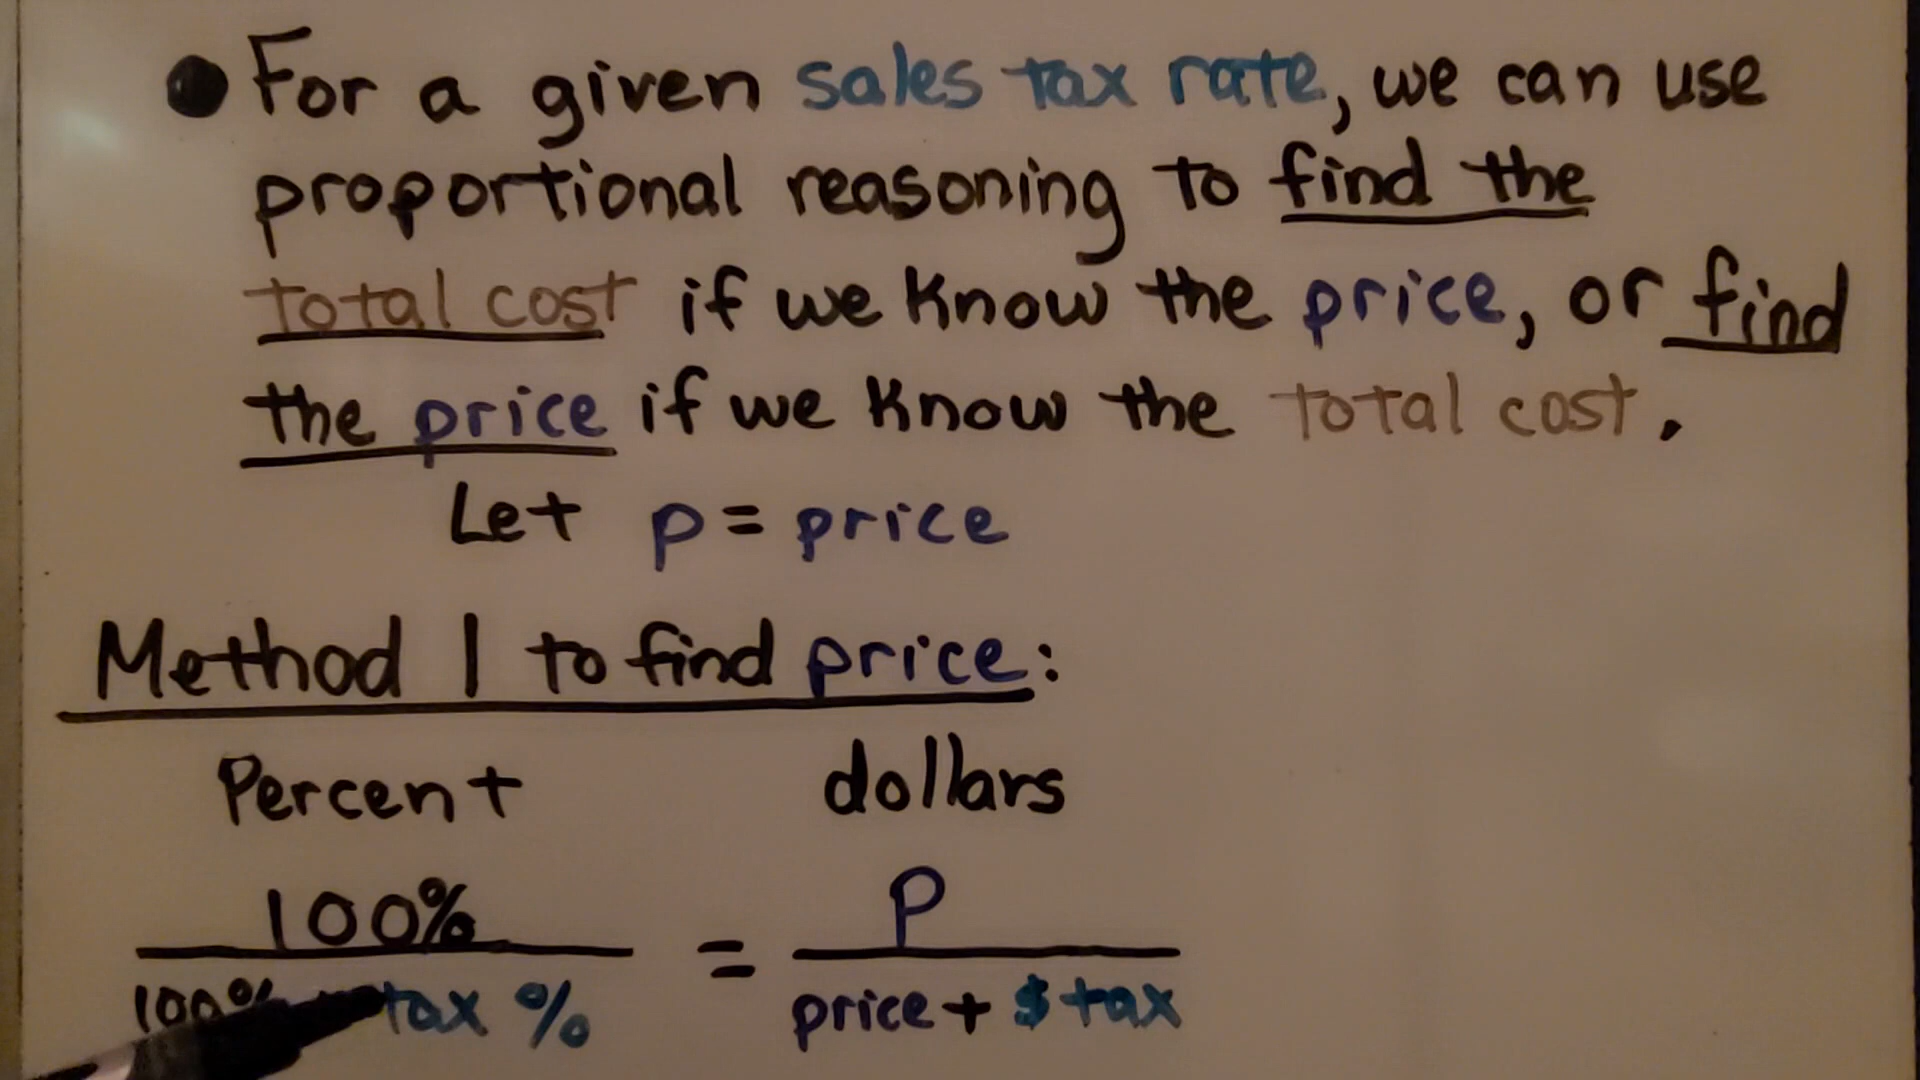 ● For a given sales tax rate, we can use
proportional reasoning to find the
total cost if we know the price, or find
the price if we know the total cost.
Let p = price
Method 1 to find price:
Percent dollars
100% = P
100% tax % price + $ tax